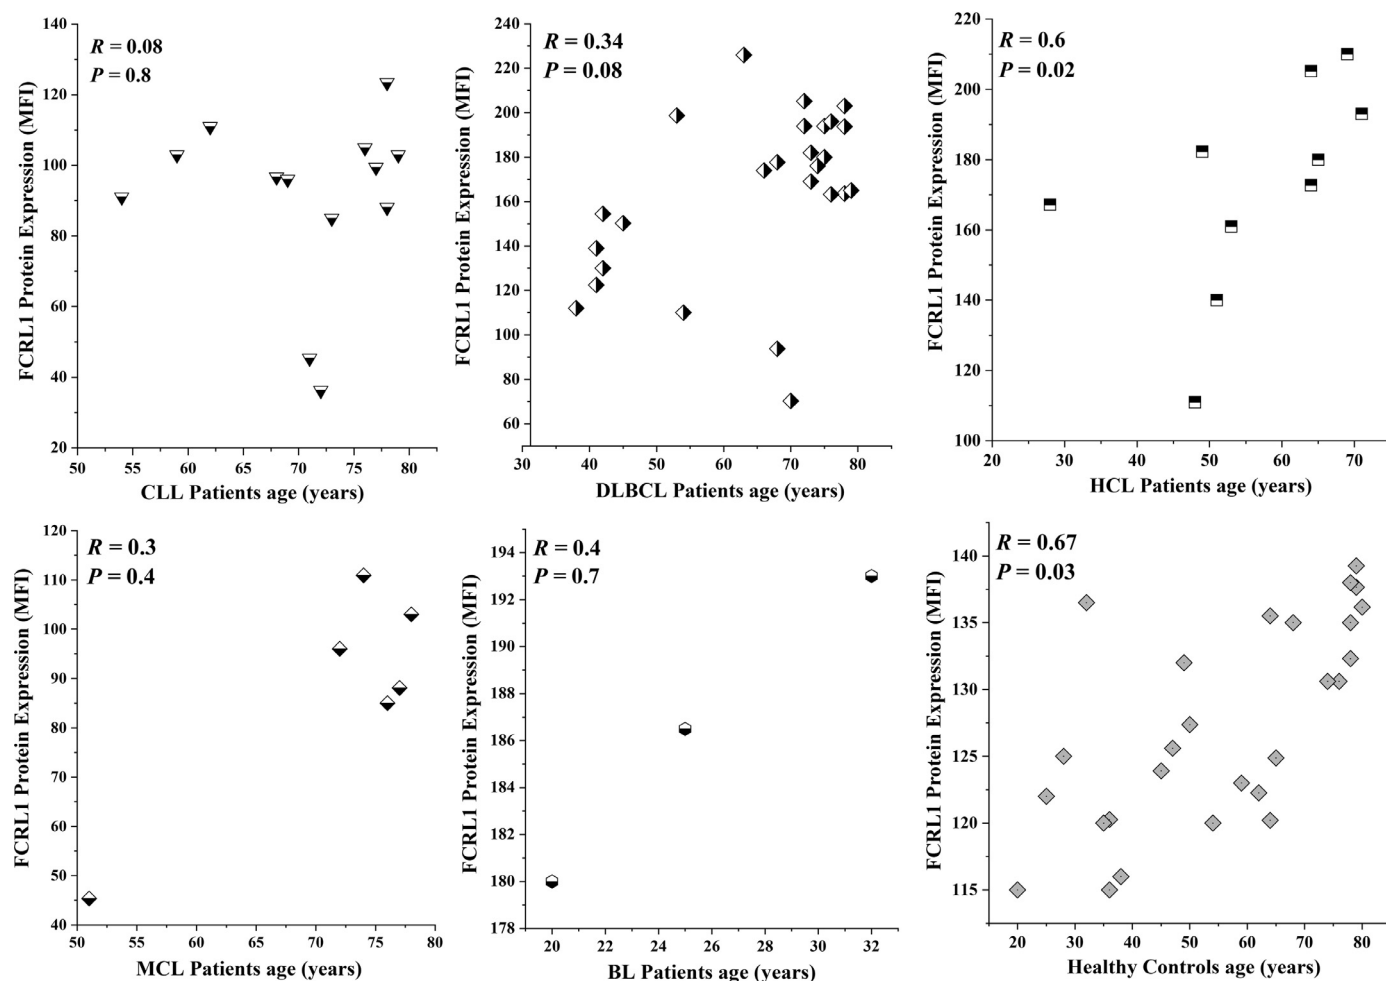 R = 0.08
P = 0.8
FCRL1 Protein Expression (MFI)
140
120
100
80
60
40
20
50 55 60 65 70 75 80
CLL Patients age (years)
R = 0.34
P = 0.08
FCRL1 Protein Expression (MFI)
240
220
200
180
160
140
120
100
80
60
30 40 50 60 70 80
DLBCL Patients age (years)
R = 0.6
P = 0.02
FCRL1 Protein Expression (MFI)
220
200
180
160
140
120
100
20 30 40 50 60 70
HCL Patients age (years)
R = 0.3
P = 0.4
FCRL1 Protein Expression (MFI)
120
110
100
90
80
70
60
50
40
50 55 60 65 70 75 80
MCL Patients age (years)
R = 0.4
P = 0.7
FCRL1 Protein Expression (MFI)
194
192
190
188
186
184
182
180
178
20 22 24 26 28 30 32
BL Patients age (years)
R = 0.67
P = 0.03
FCRL1 Protein Expression (MFI)
140
135
130
125
120
115
20 30 40 50 60 70 80
Healthy Controls age (years)